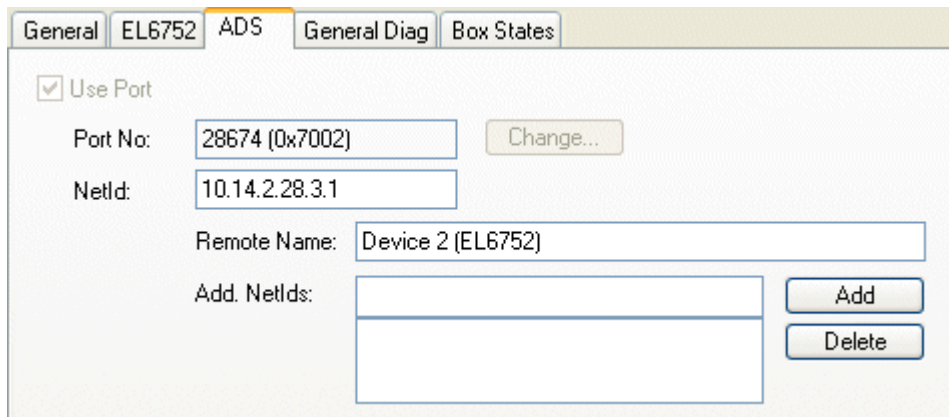 General EL6752 ADS General Diag Box States
Use Port
Port No: 28674 (0x7002) Change...
NetId: 10.14.2.28.3.1
Remote Name: Device 2 (EL6752)
Add. NetIds: Add
Delete